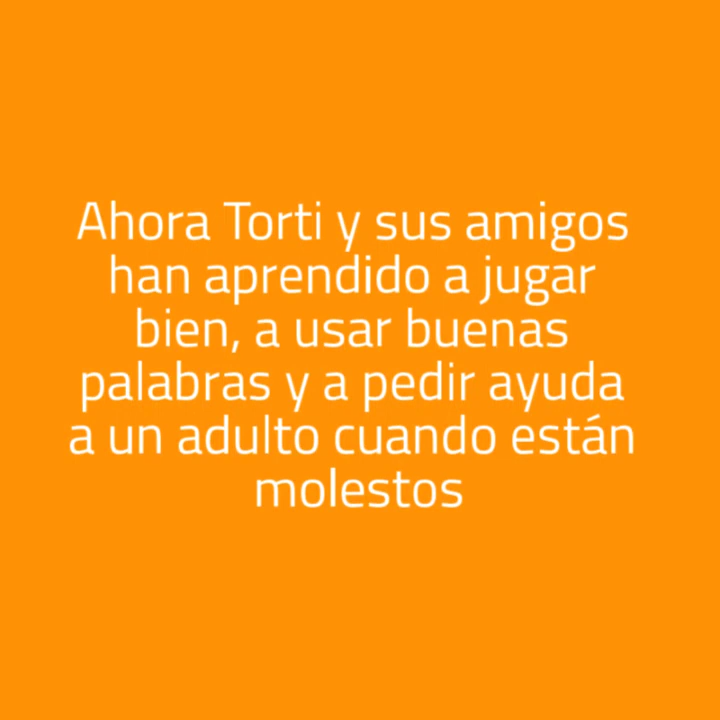 Ahora Torti y sus amigos
han aprendido a jugar
bien, a usar buenas
palabras y a pedir ayuda
a un adulto cuando están
molestos